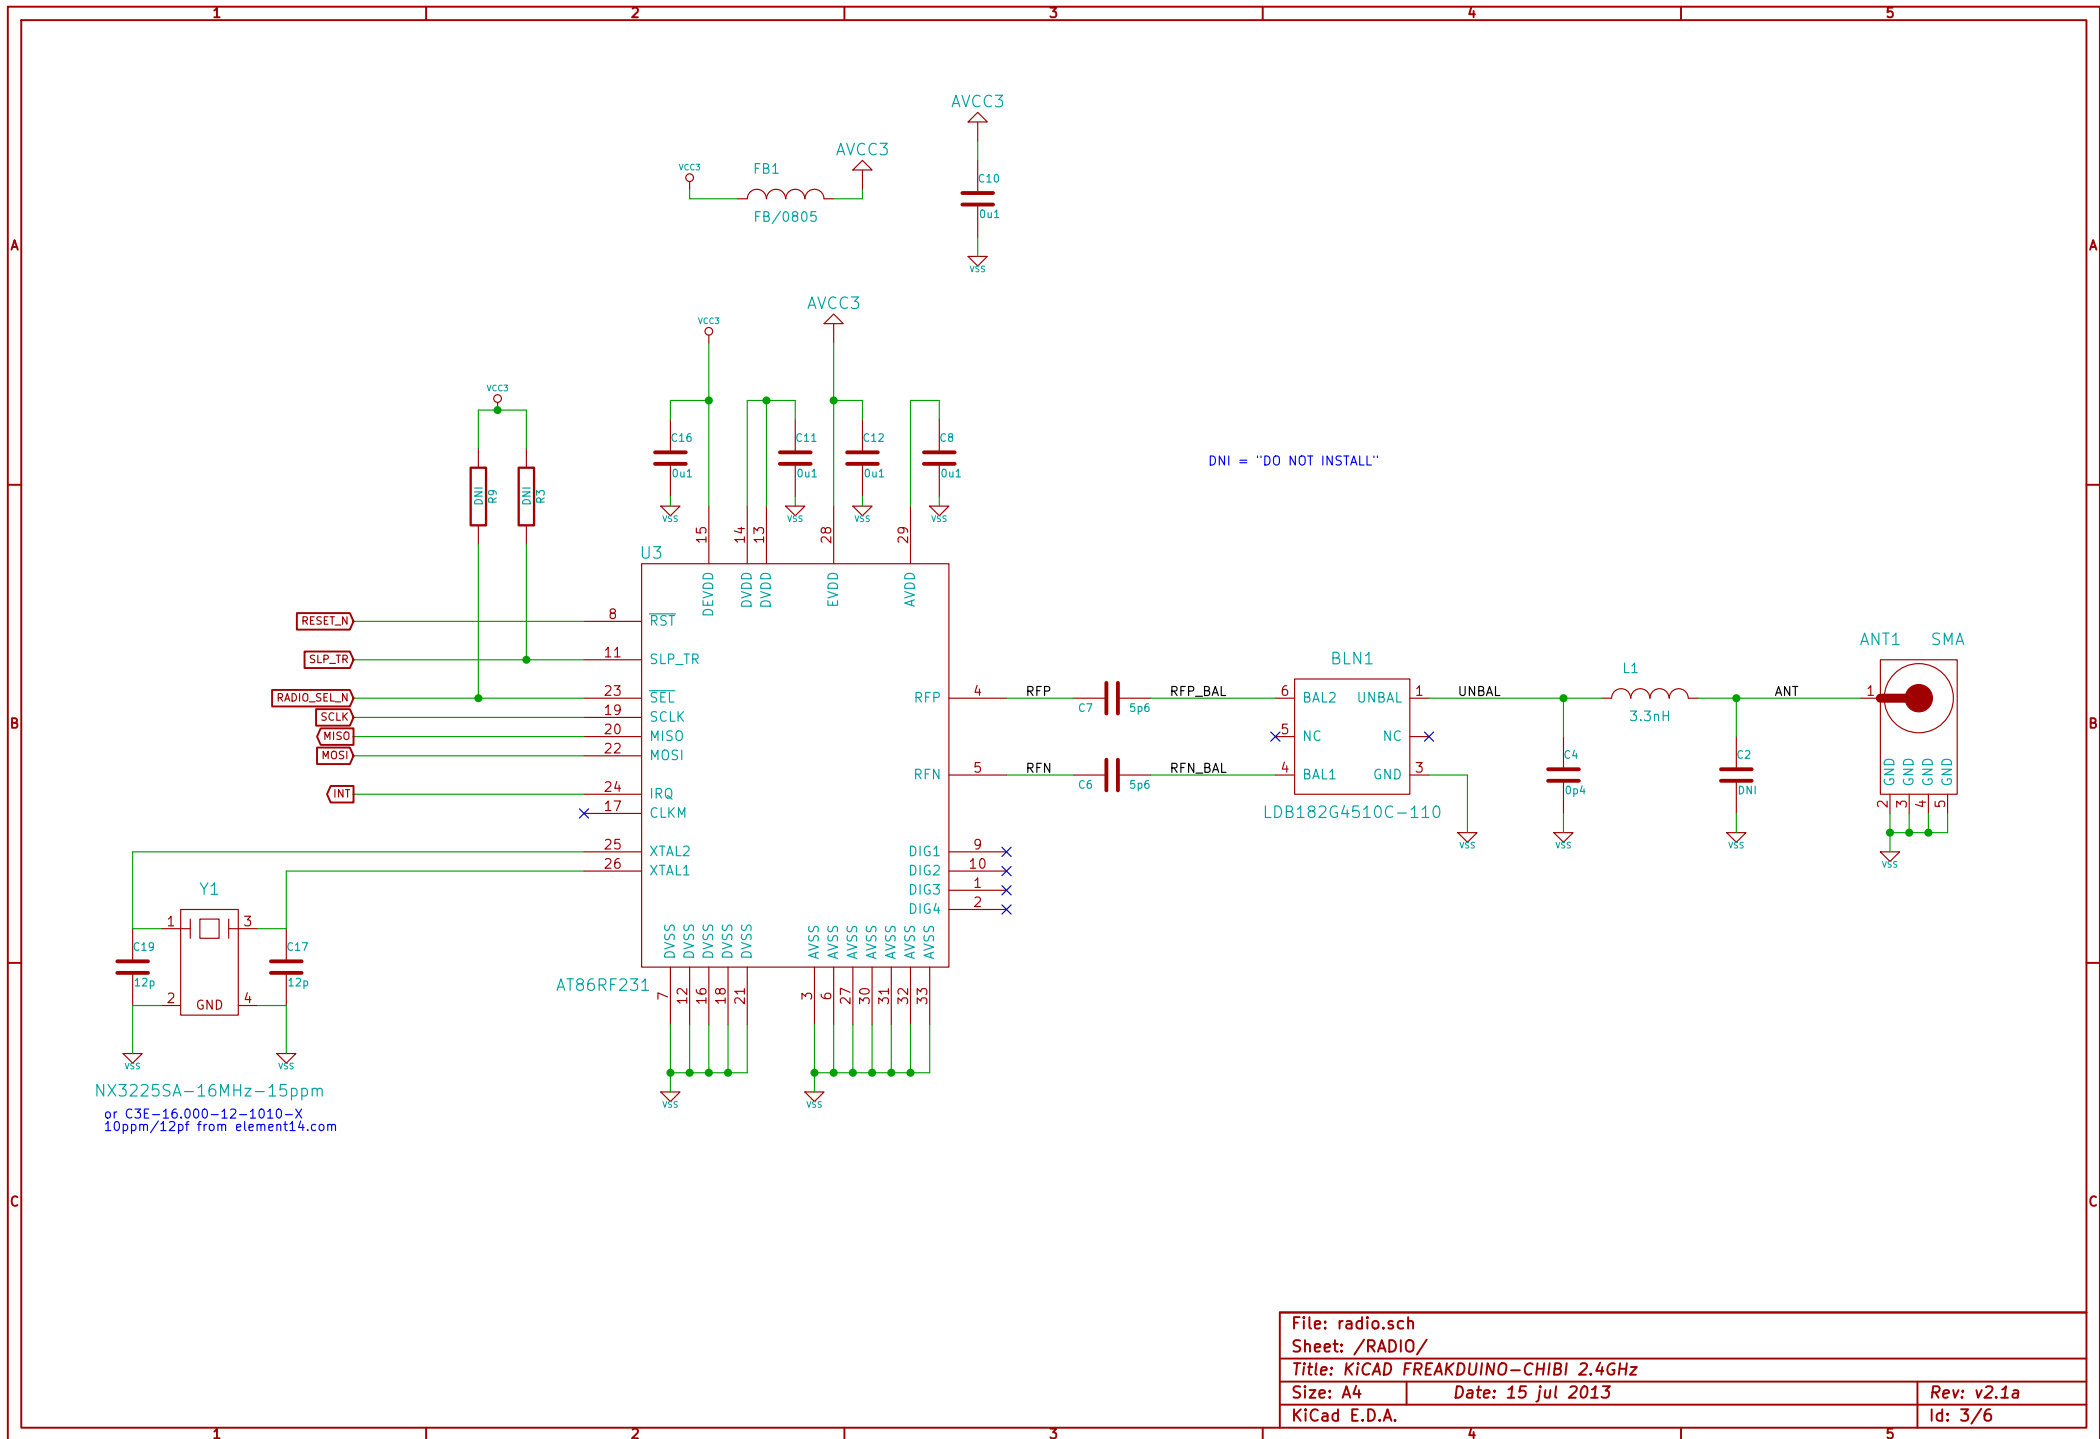 1 2 3 4 5
AVCC3
C10
0u1
VSS
VCC3
FB1
FB/0805
AVCC3
A A
VCC3
AVCC3
VCC3
C16
0u1
VSS
C11
0u1
VSS
C12
0u1
VSS
C8
0u1
VSS
DNI R9
DNI R3
DNI = "DO NOT INSTALL"
U3
15 14 13 28 29
DEVDD DVDD DVDD EVDD AVDD
RESET_N 8 RST
SLP_TR 11 SLP_TR
RADIO_SEL_N 23 SEL
SCLK 19 SCLK
MISO 20 MISO
MOSI 22 MOSI
INT 24 IRQ
17 CLKM
25 XTAL2
26 XTAL1
RFP 4 RFP
C7 5p6
RFP_BAL
RFN 5 RFN
C6 5p6
RFN_BAL
DIG1 9
DIG2 10
DIG3 1
DIG4 2
DVSS DVSS DVSS DVSS DVSS
AVSS AVSS AVSS AVSS AVSS AVSS AVSS
7 12 16 18 21
3 6 27 30 31 32 33
AT86RF231
VSS
VSS
BLN1
6 BAL2 UNBAL 1
5 NC NC
4 BAL1 GND 3
LDB182G4510C-110
VSS
UNBAL
C4
0p4
VSS
L1
3.3nH
C2
DNI
VSS
ANT
ANT1 SMA
1
GND GND GND GND
2 3 4 5
VSS
B B
Y1
1 3
2 GND 4
C19
12p
VSS
C17
12p
VSS
NX3225SA-16MHz-15ppm
or C3E-16.000-12-1010-X
10ppm/12pf from element14.com
C C
File: radio.sch
Sheet: /RADIO/
Title: KiCAD FREAKDUINO-CHIBI 2.4GHz
Size: A4 Date: 15 jul 2013 Rev: v2.1a
KiCad E.D.A. Id: 3/6
1 2 3 4 5